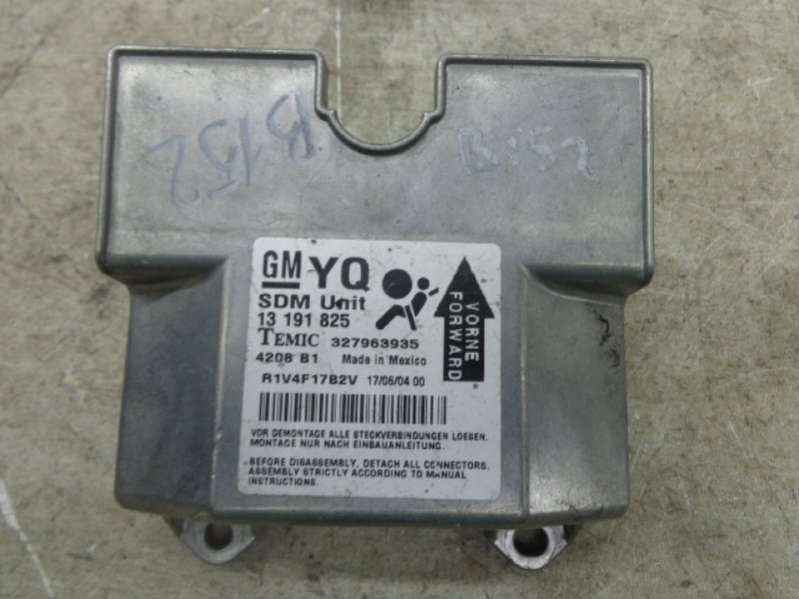 B152
B152
GM YQ
SDM Unit
13 191 825
TEMIC 327963935
4208 B1 Made in Mexico
R1V4F17B2V 17/06/04 00
VORNE
FORWARD
VOR DEMONTAGE ALLE STECKVERBINDUNGEN LOESEN.
MONTAGE NUR NACH EINBAUANLEITUNG.
BEFORE DISASSEMBLY, DETACH ALL CONNECTORS.
ASSEMBLY STRICTLY ACCORDING TO MANUAL
INSTRUCTIONS.